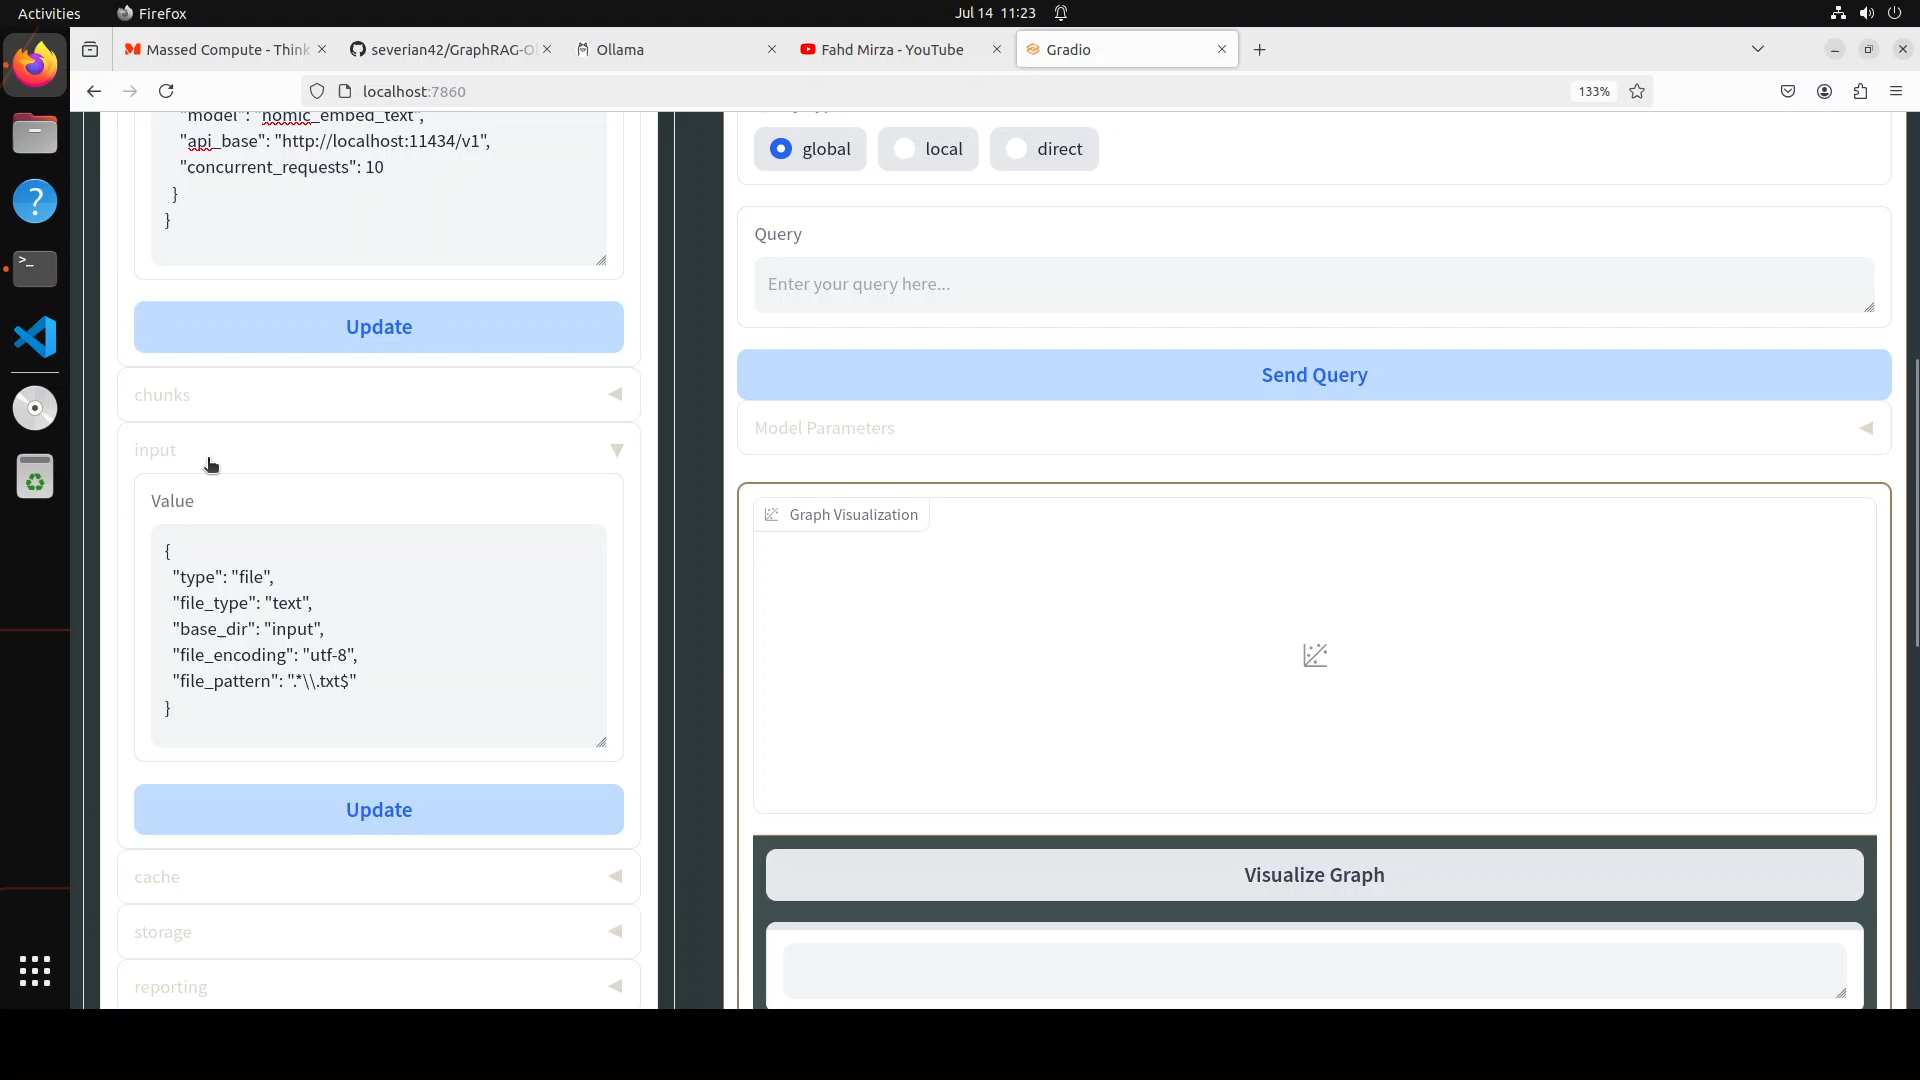 Activities
Firefox
Jul 14 11:23
Massed Compute - Think
severian42/GraphRAG-O
Ollama
Fahd Mirza - YouTube
Gradio
localhost:7860
133%
"model": "nomic_embed_text",
"api_base": "http://localhost:11434/v1",
"concurrent_requests": 10
}
}
Update
chunks
input
Value
{
"type": "file",
"file_type": "text",
"base_dir": "input",
"file_encoding": "utf-8",
"file_pattern": ".*\\.txt$"
}
Update
cache
storage
reporting
global
local
direct
Query
Enter your query here...
Send Query
Model Parameters
Graph Visualization
Visualize Graph